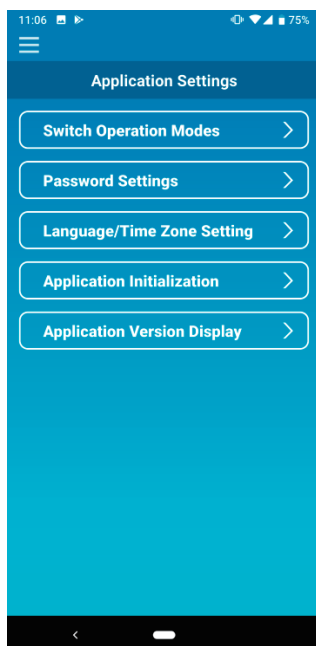 11:06 75%
Application Settings
Switch Operation Modes
Password Settings
Language/Time Zone Setting
Application Initialization
Application Version Display